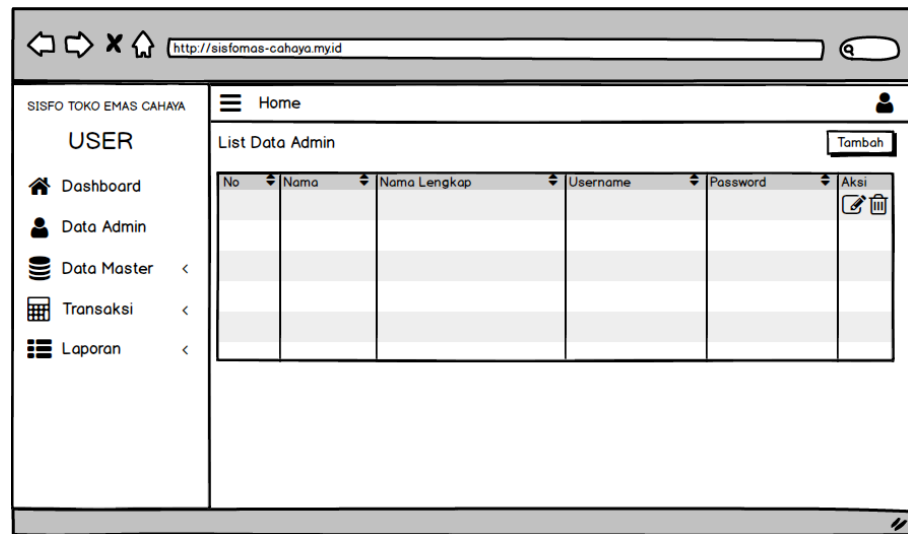 http://sisfomas-cahaya.my.id
SISFO TOKO EMAS CAHAYA
USER
Dashboard
Data Admin
Data Master <
Transaksi <
Laporan <
Home
List Data Admin
Tambah
No Nama Nama Lengkap Username Password Aksi